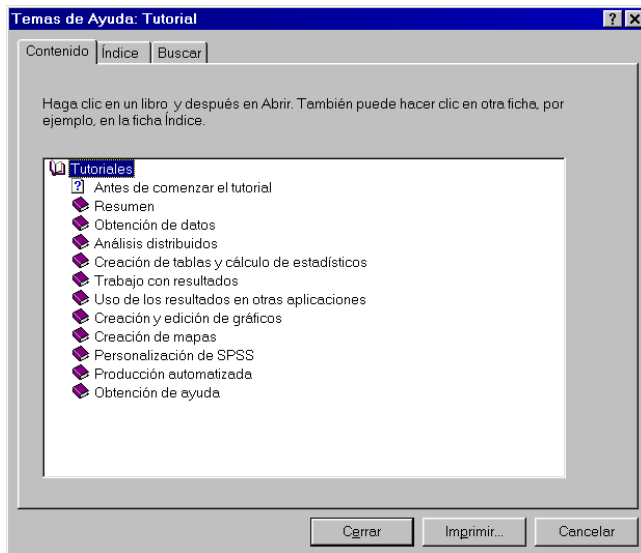 Temas de Ayuda: Tutorial
Contenido Índice Buscar
Haga clic en un libro y después en Abrir. También puede hacer clic en otra ficha, por
ejemplo, en la ficha Índice.
Tutoriales
Antes de comenzar el tutorial
Resumen
Obtención de datos
Análisis distribuidos
Creación de tablas y cálculo de estadísticos
Trabajo con resultados
Uso de los resultados en otras aplicaciones
Creación y edición de gráficos
Creación de mapas
Personalización de SPSS
Producción automatizada
Obtención de ayuda
Cerrar Imprimir... Cancelar